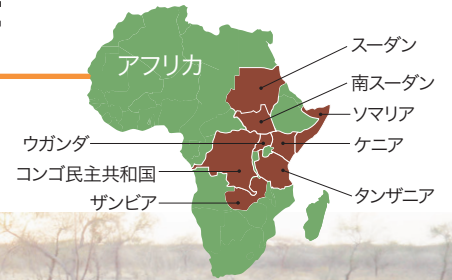 アフリカ
スーダン
南スーダン
ソマリア
ケニア
タンザニア
ウガンダ
コンゴ民主共和国
ザンビア